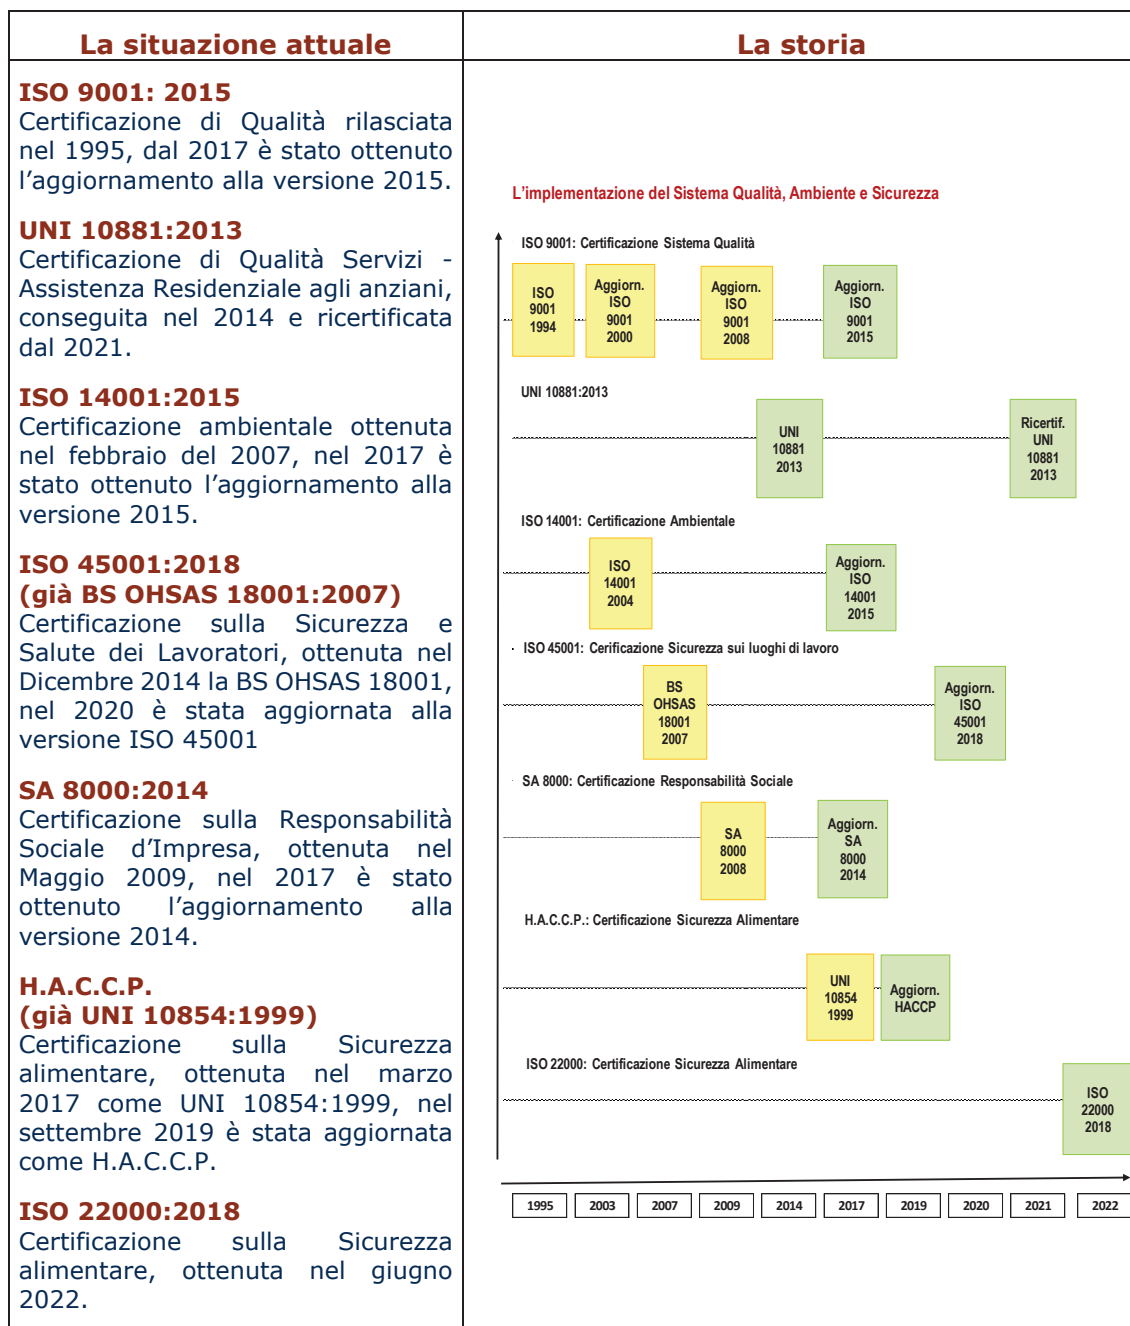 La situazione attuale
La storia
ISO 9001: 2015
Certificazione di Qualità rilasciata
nel 1995, dal 2017 è stato ottenuto
l’aggiornamento alla versione 2015.
UNI 10881:2013
Certificazione di Qualità Servizi -
Assistenza Residenziale agli anziani,
conseguita nel 2014 e ricertificata
dal 2021.
ISO 14001:2015
Certificazione ambientale ottenuta
nel febbraio del 2007, nel 2017 è
stato ottenuto l’aggiornamento alla
versione 2015.
ISO 45001:2018
(già BS OHSAS 18001:2007)
Certificazione sulla Sicurezza e
Salute dei Lavoratori, ottenuta nel
Dicembre 2014 la BS OHSAS 18001,
nel 2020 è stata aggiornata alla
versione ISO 45001
SA 8000:2014
Certificazione sulla Responsabilità
Sociale d’Impresa, ottenuta nel
Maggio 2009, nel 2017 è stato
ottenuto l’aggiornamento alla
versione 2014.
H.A.C.C.P.
(già UNI 10854:1999)
Certificazione sulla Sicurezza
alimentare, ottenuta nel marzo
2017 come UNI 10854:1999, nel
settembre 2019 è stata aggiornata
come H.A.C.C.P.
ISO 22000:2018
Certificazione sulla Sicurezza
alimentare, ottenuta nel giugno
2022.
L’implementazione del Sistema Qualità, Ambiente e Sicurezza
ISO 9001: Certificazione Sistema Qualità
ISO
9001
1994
Aggiorn.
ISO
9001
2000
Aggiorn.
ISO
9001
2008
Aggiorn.
ISO
9001
2015
UNI 10881:2013
UNI
10881
2013
Ricertif.
UNI
10881
2013
ISO 14001: Certificazione Ambientale
ISO
14001
2004
Aggiorn.
ISO
14001
2015
· ISO 45001: Cerificazione Sicurezza sui luoghi di lavoro
BS
OHSAS
18001
2007
Aggiorn.
ISO
45001
2018
SA 8000: Certificazione Responsabilità Sociale
SA
8000
2008
Aggiorn.
SA
8000
2014
H.A.C.C.P.: Certificazione Sicurezza Alimentare
UNI
10854
1999
Aggiorn.
HACCP
ISO 22000: Certificazione Sicurezza Alimentare
ISO
22000
2018
1995 2003 2007 2009 2014 2017 2019 2020 2021 2022